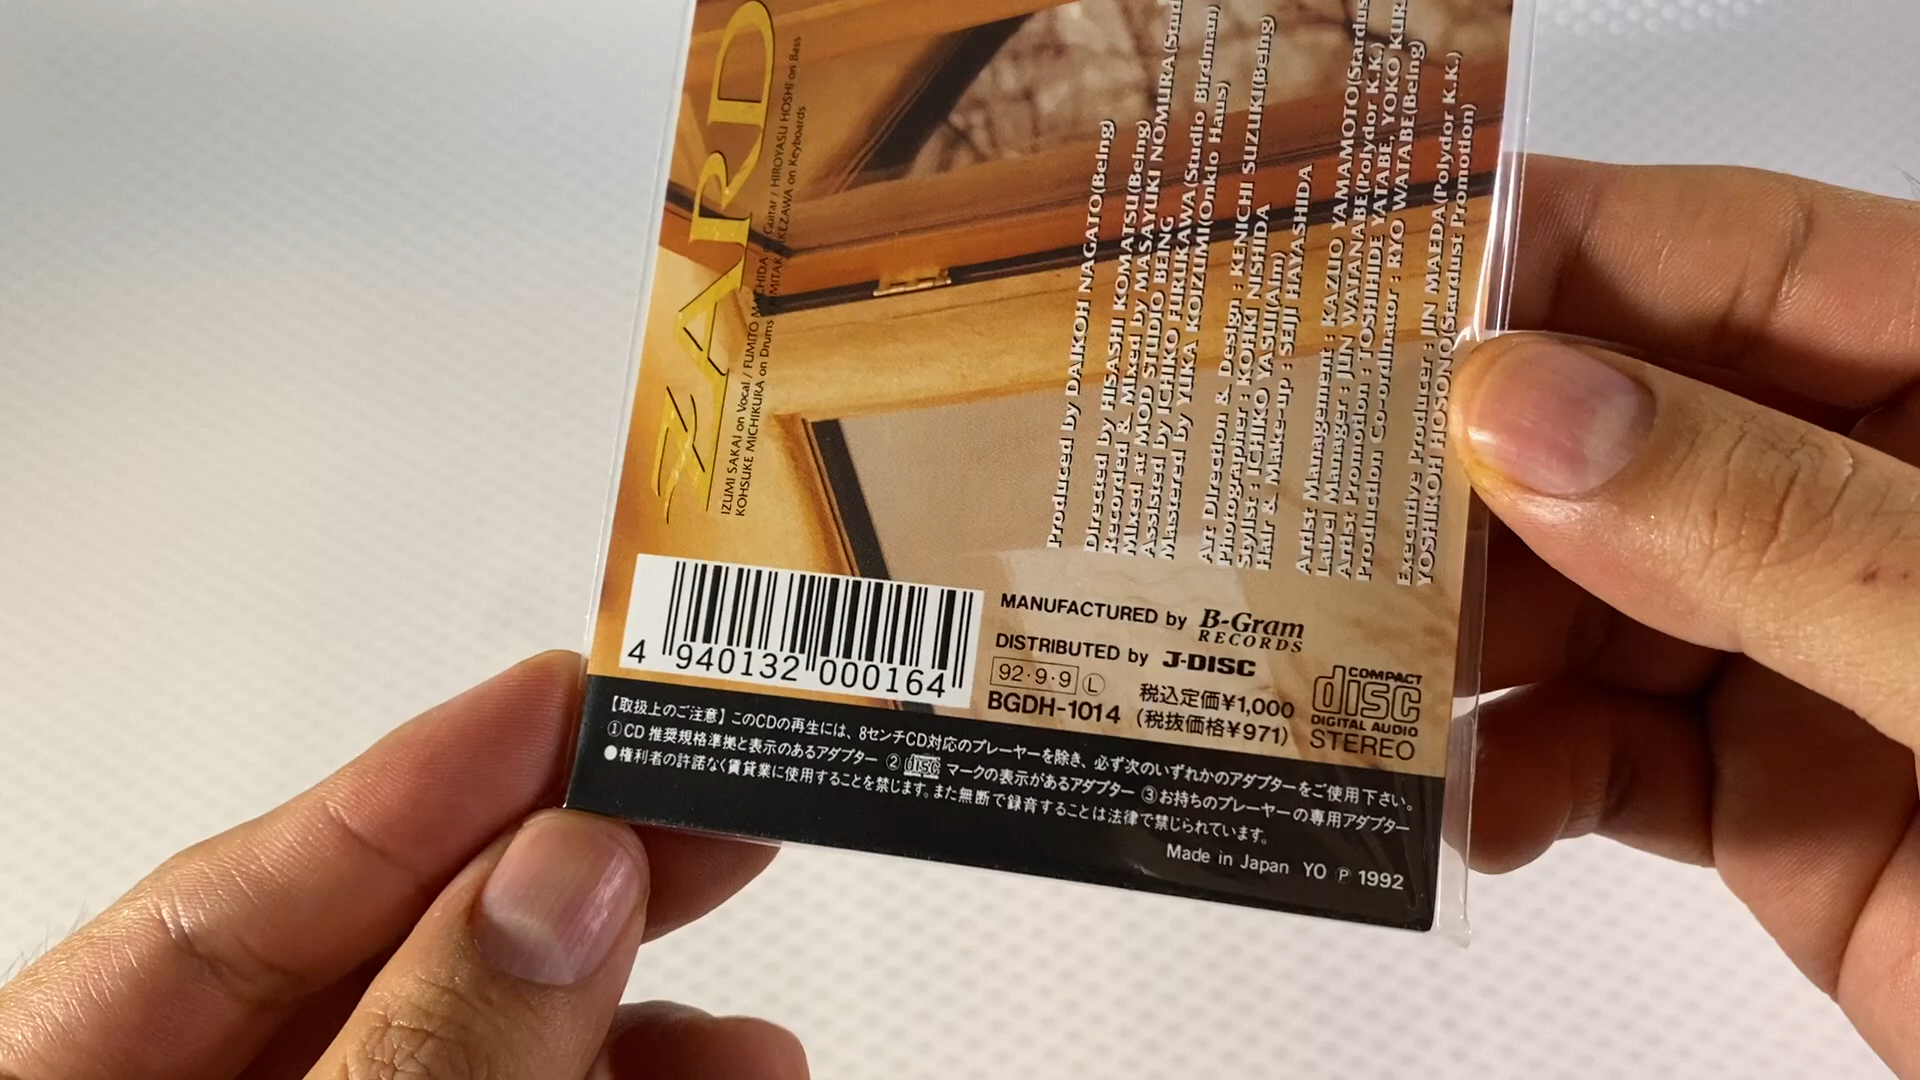 ZARD
IZUMI SAKAI on Vocal / FUMITO MACHIDA on Guitar / HIROYASU HOSHI on Bass
KOHSUKE MICHIKURA on Drums / KIMITAKA IKEZAWA on Keyboards
Produced by DAIKOH NAGATO(Being)
Directed by HISASHI KOMATSU(Being)
Recorded & Mixed by MASAYUKI NOMURA(Stud
Mixed at MOD STUDIO BEING
Assisted by ICHIKO FURUKAWA(Studio Birdman)
Mastered by YUKA KOIZUMI(Onkio Haus)
Art Direction & Design : KENICHI SUZUKI(Being)
Photographer : KOHKI NISHIDA
Stylist : ICHIKO YASUI(Aim)
Hair & Make-up : SEIJI HAYASHIDA
Artist Management : KAZUO YAMAMOTO(Stardus
Label Manager : JUN WATANABE(Polydor K.K.)
Artist Promotion : TOSHIHIDE YATABE, YOKO KURA
Production Co-ordinator : RYO WATABE(Being)
Executive Producer : JIN MAEDA(Polydor K.K.)
YOSHIROH HOSONO(Stardust Promotion)
4 940132 000164
MANUFACTURED by B-Gram RECORDS
DISTRIBUTED by J-DISC
92·9·9 Ⓛ
BGDH-1014
税込定価¥1,000
(税抜価格¥971)
COMPACT disc DIGITAL AUDIO
STEREO
【取扱上のご注意】このCDの再生には、8センチCD対応のプレーヤーを除き、必ず次のいずれかのアダプターをご使用下さい。
①CD 推奨規格準拠と表示のあるアダプター ②disc マークの表示があるアダプター ③お持ちのプレーヤーの専用アダプター
●権利者の許諾なく賃貸業に使用することを禁じます。また無断で録音することは法律で禁じられています。
Made in Japan YO Ⓟ 1992